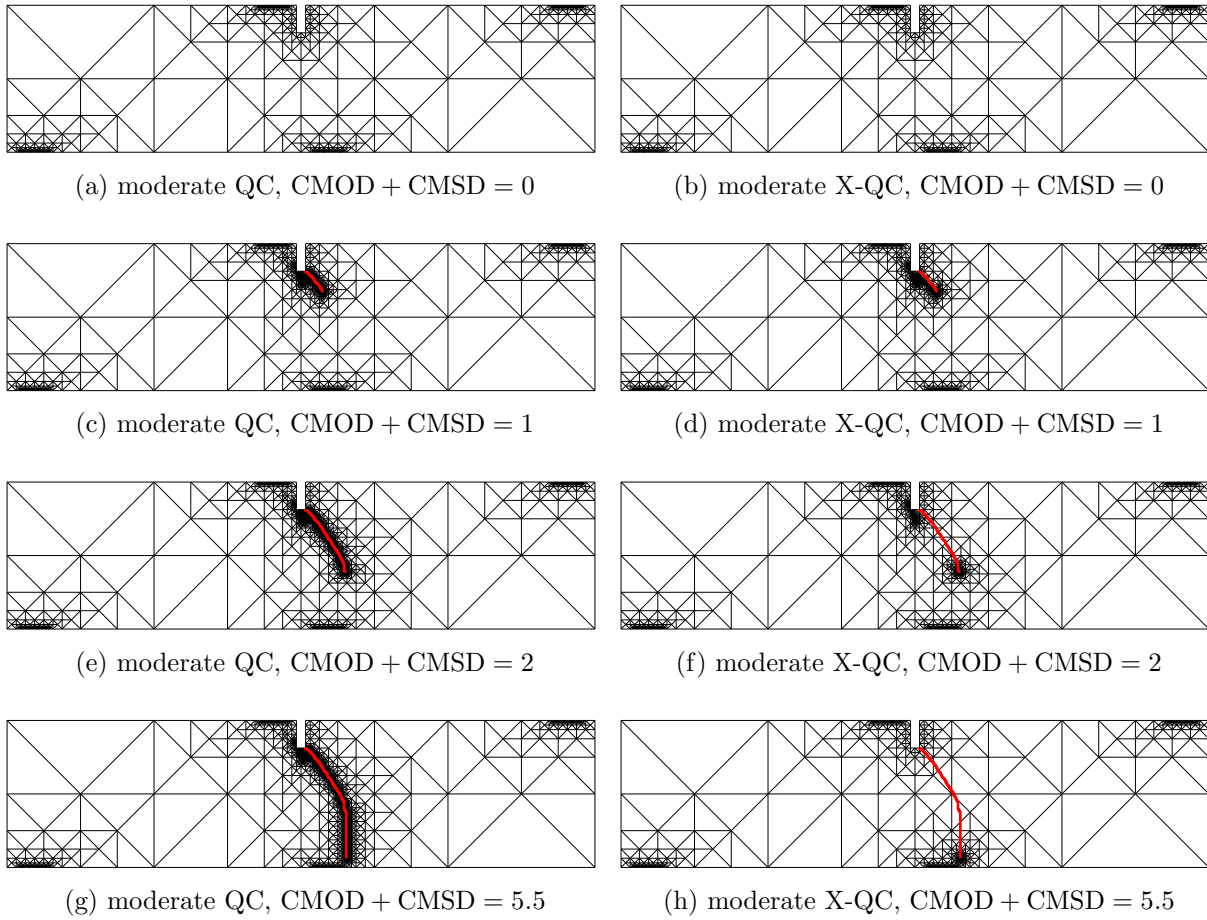 (a) moderate QC, CMOD + CMSD = 0
(b) moderate X-QC, CMOD + CMSD = 0
(c) moderate QC, CMOD + CMSD = 1
(d) moderate X-QC, CMOD + CMSD = 1
(e) moderate QC, CMOD + CMSD = 2
(f) moderate X-QC, CMOD + CMSD = 2
(g) moderate QC, CMOD + CMSD = 5.5
(h) moderate X-QC, CMOD + CMSD = 5.5